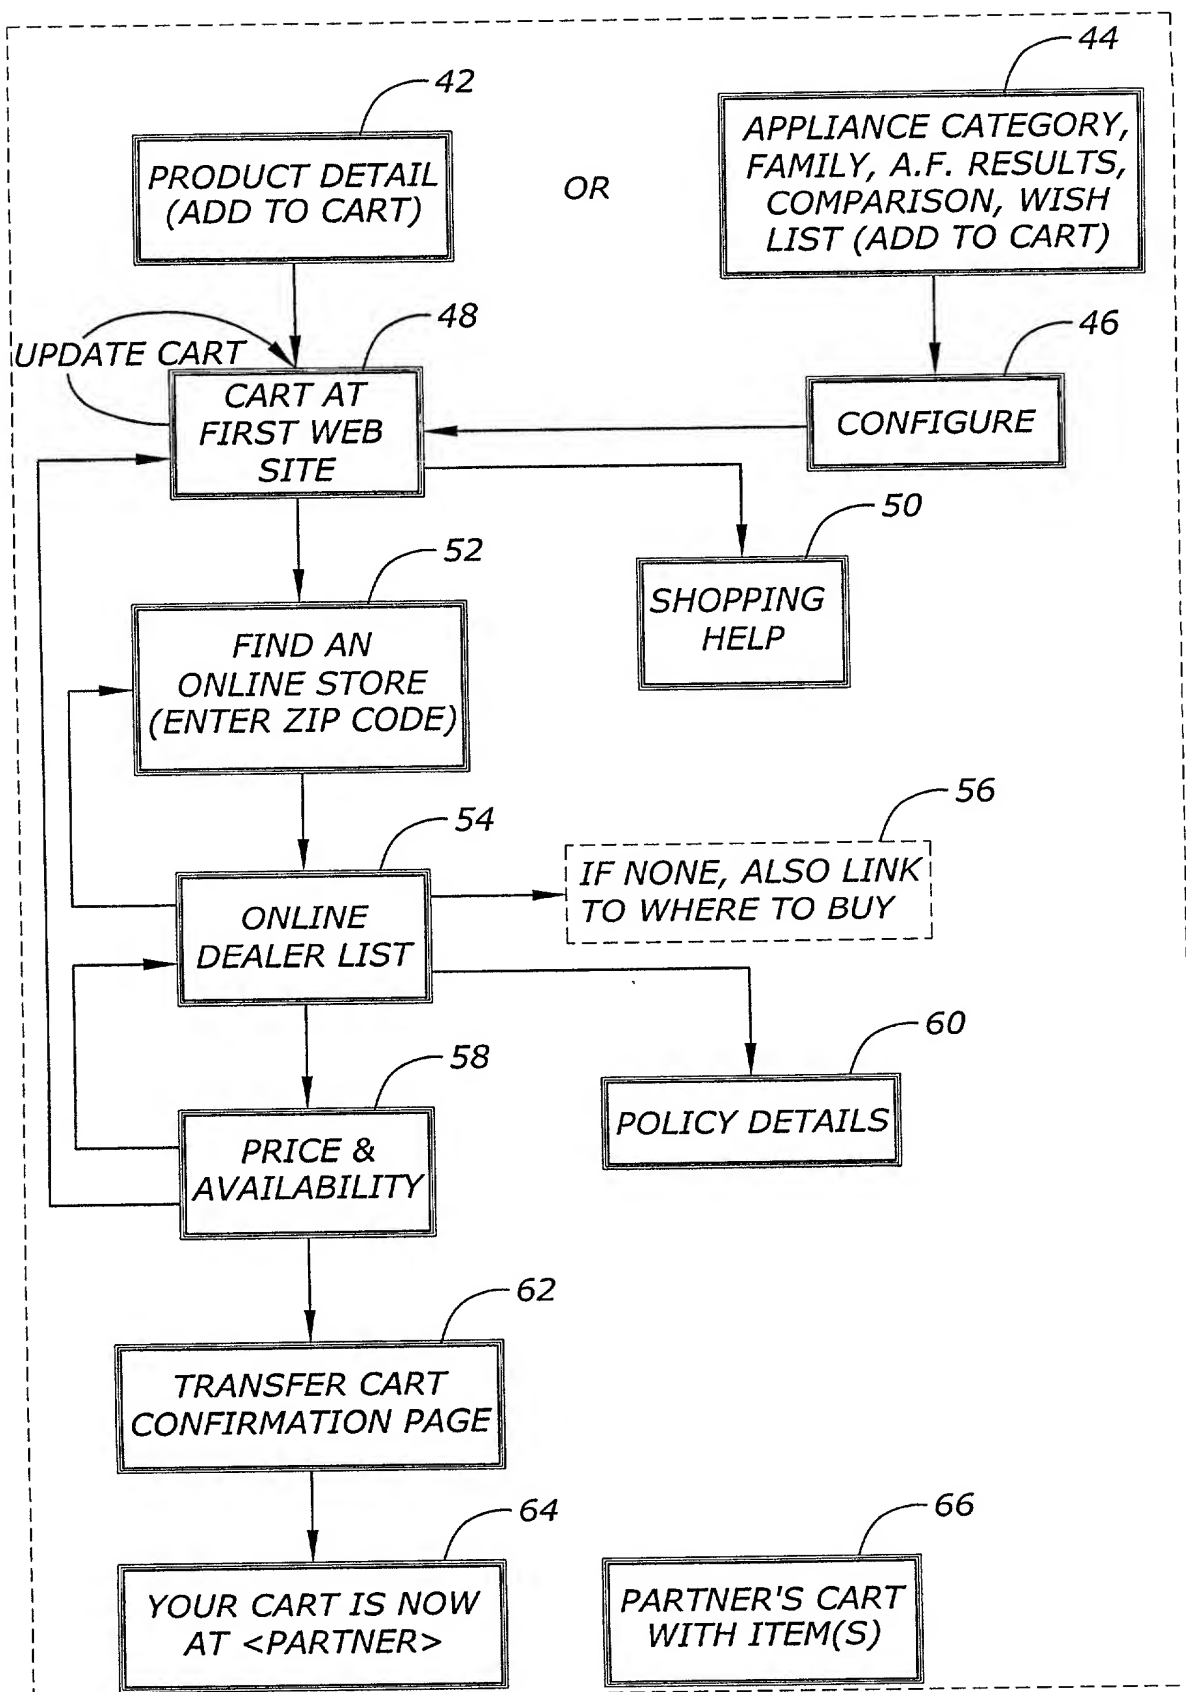 42
PRODUCT DETAIL
(ADD TO CART)
OR
44
APPLIANCE CATEGORY,
FAMILY, A.F. RESULTS,
COMPARISON, WISH
LIST (ADD TO CART)
UPDATE CART
48
CART AT
FIRST WEB
SITE
46
CONFIGURE
50
SHOPPING
HELP
52
FIND AN
ONLINE STORE
(ENTER ZIP CODE)
54
ONLINE
DEALER LIST
56
IF NONE, ALSO LINK
TO WHERE TO BUY
58
PRICE &
AVAILABILITY
60
POLICY DETAILS
62
TRANSFER CART
CONFIRMATION PAGE
64
YOUR CART IS NOW
AT <PARTNER>
66
PARTNER'S CART
WITH ITEM(S)